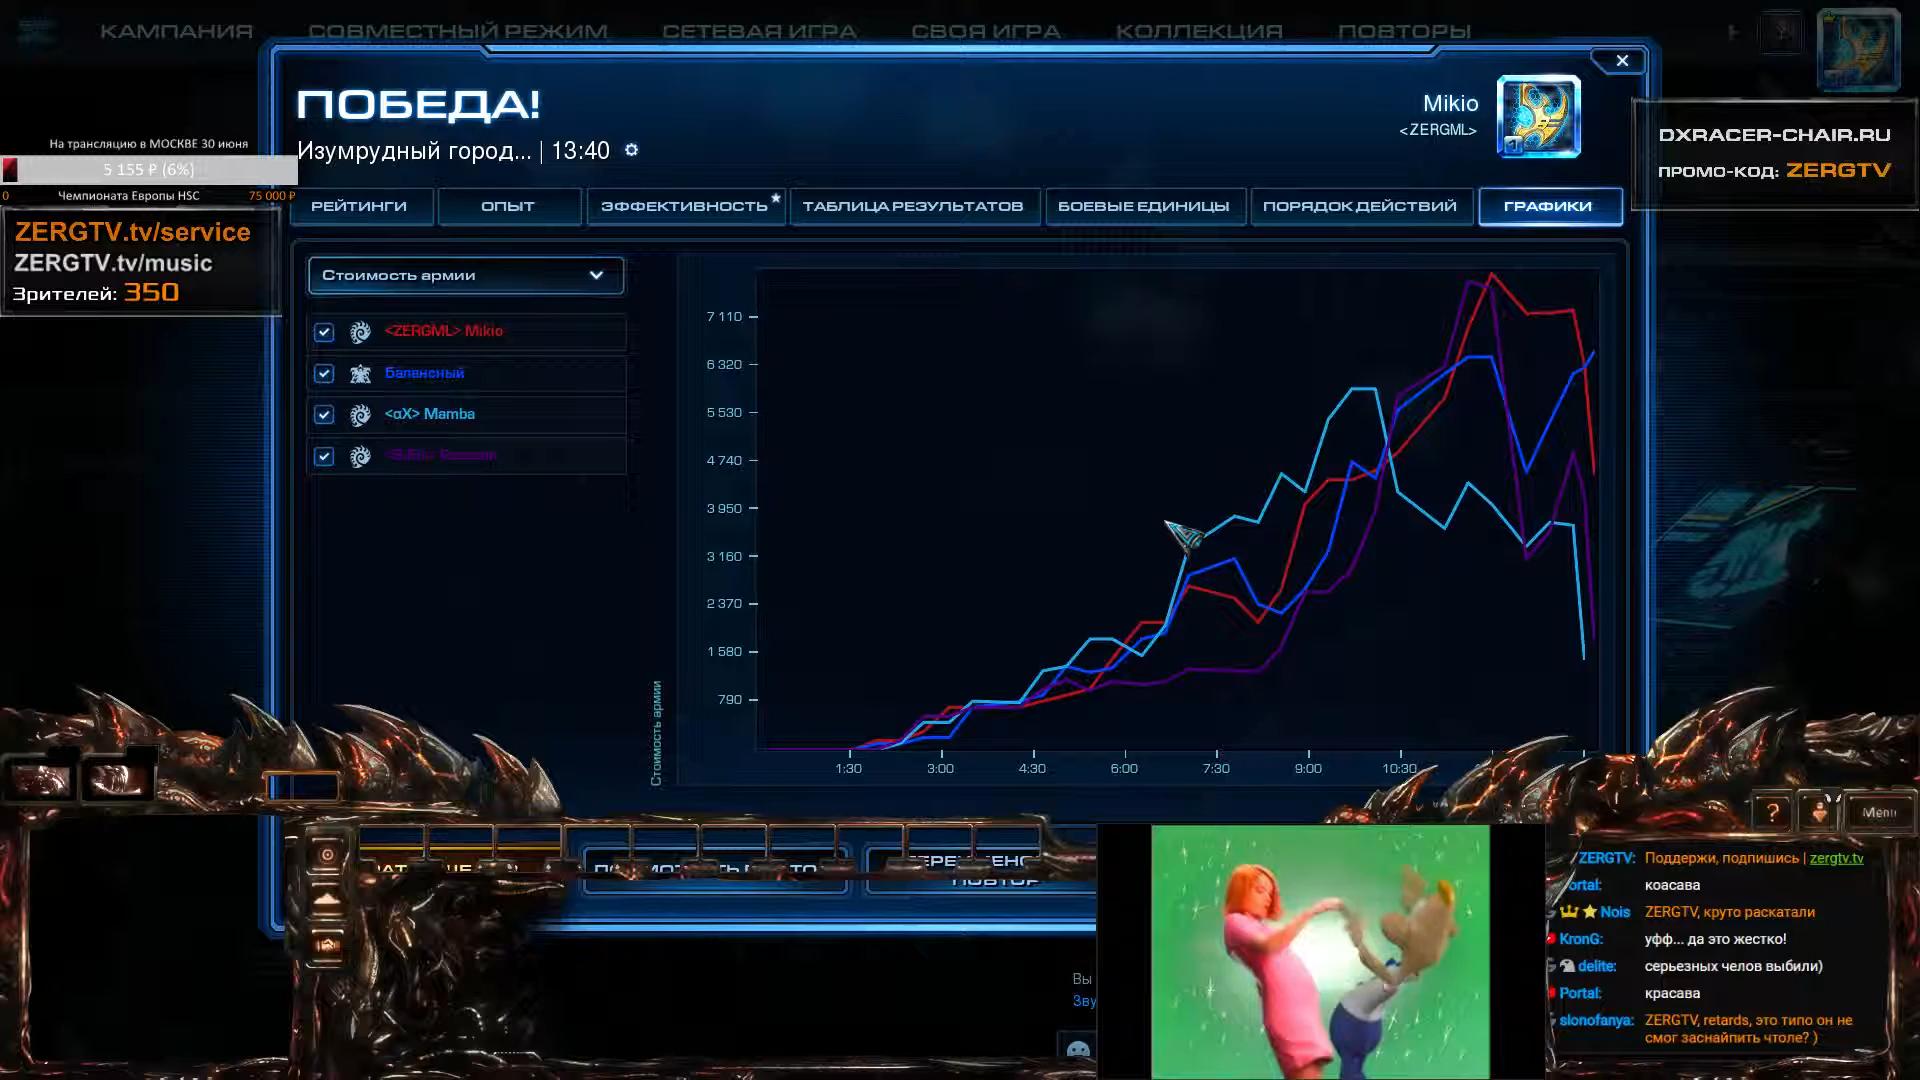 КАМПАНИЯ СОВМЕСТНЫЙ РЕЖИМ СЕТЕВАЯ ИГРА СВОЯ ИГРА КОЛЛЕКЦИЯ ПОВТОРЫ
ПОБЕДА!
Изумрудный город... | 13:40
Mikio
<ZERGML>
На трансляцию в МОСКВЕ 30 июня
5 155 ₽ (6%)
0 Чемпионата Европы HSC 75 000 ₽
ZERGTV.tv/service
ZERGTV.tv/music
Зрителей: 350
DXRACER-CHAIR.RU
ПРОМО-КОД: ZERGTV
РЕЙТИНГИ ОПЫТ ЭФФЕКТИВНОСТЬ ТАБЛИЦА РЕЗУЛЬТАТОВ БОЕВЫЕ ЕДИНИЦЫ ПОРЯДОК ДЕЙСТВИЙ ГРАФИКИ
Стоимость армии
<ZERGML> Mikio
Балансный
<αX> Mamba
7 110
6 320
5 530
4 740
3 950
3 160
2 370
1 580
790
Стоимость армии
1:30 3:00 4:30 6:00 7:30 9:00 10:30
?
Menu
Вы
Зву
ZERGTV: Поддержи, подпишись | zergtv.tv
ortal: коасава
Nois ZERGTV, круто раскатали
KronG: уфф... да это жестко!
delite: серьезных челов выбили)
Portal: красава
slonofanya: ZERGTV, retards, это типо он не
смог заснайпить чтоле? )